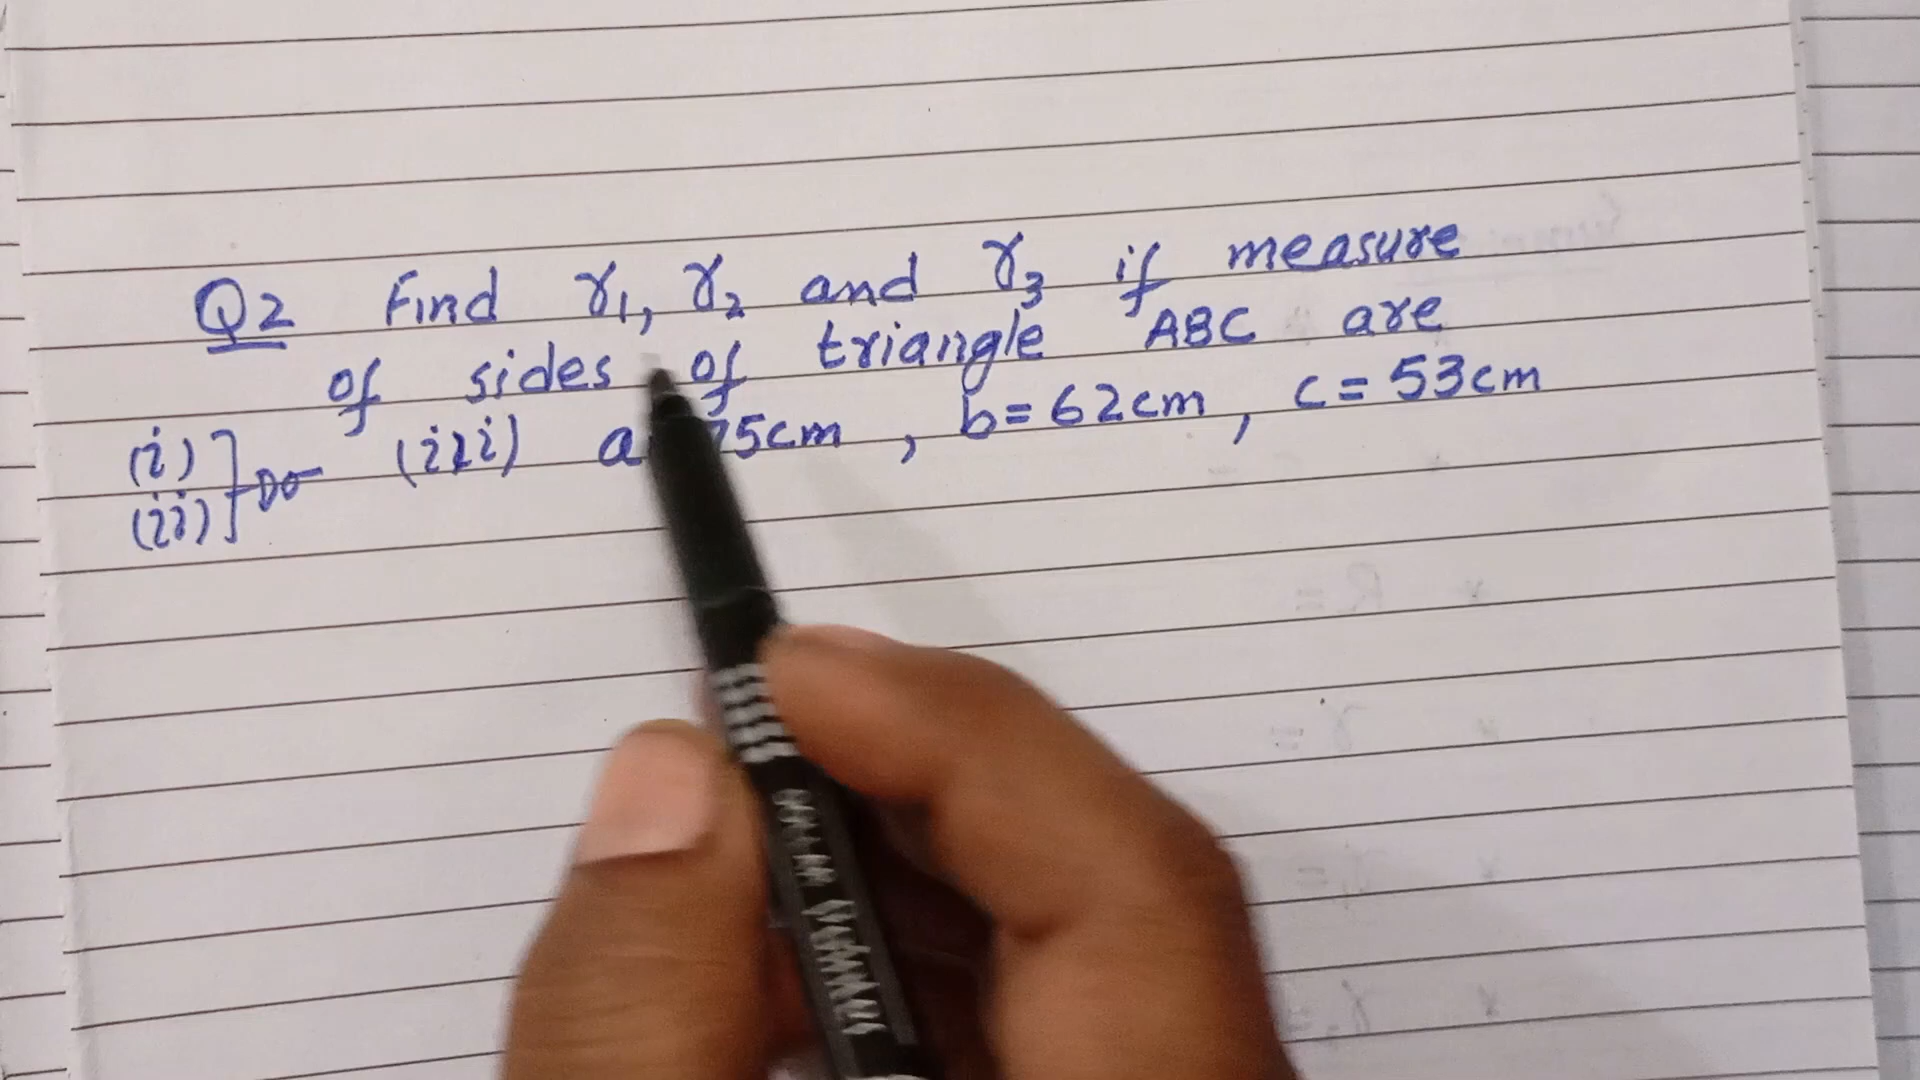 Q2 Find r₁, r₂ and r₃ if measure
of sides of triangle ABC are
(i) (iii) a 75cm , b = 62cm , c = 53cm
(ii) Do